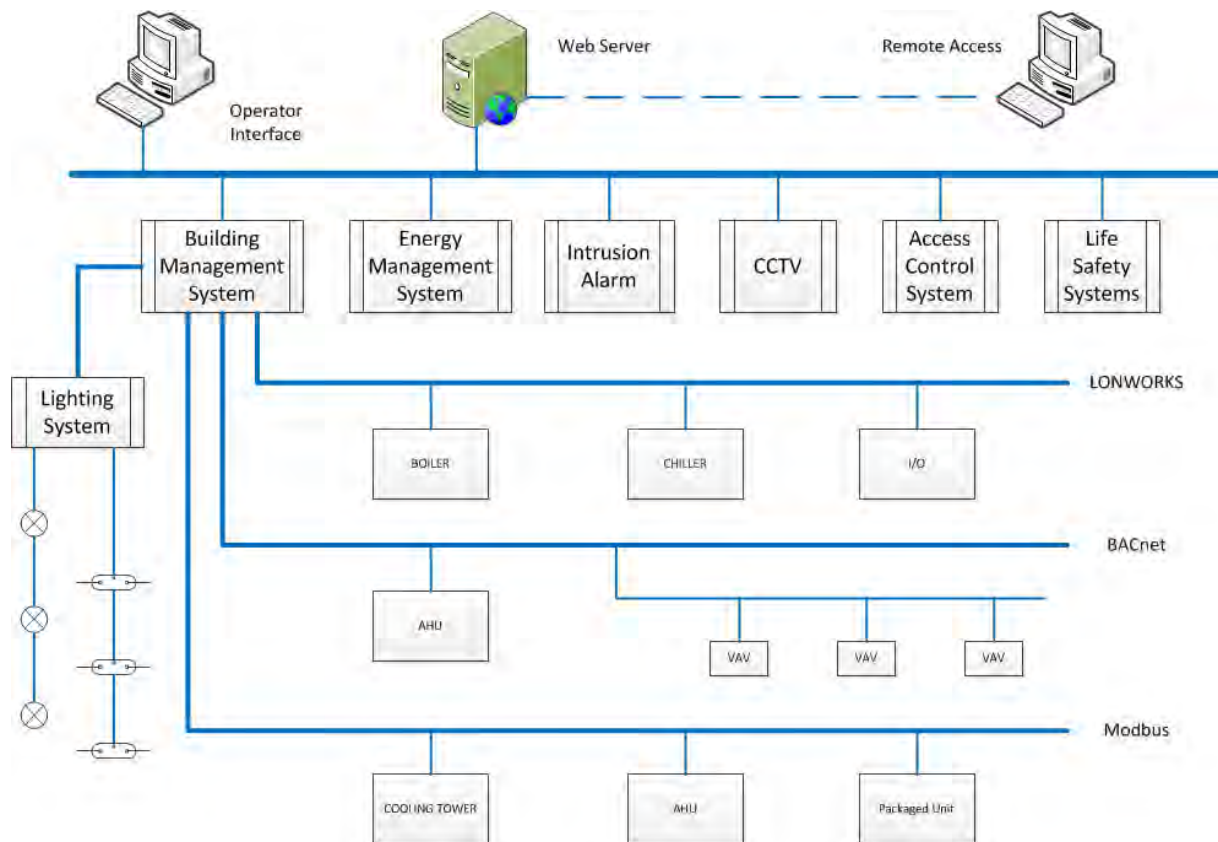 Web Server
Remote Access
Operator
Interface
Building
Management
System
Energy
Management
System
Intrusion
Alarm
CCTV
Access
Control
System
Life
Safety
Systems
Lighting
System
LONWORKS
BOILER
CHILLER
I/O
BACnet
AHU
VAV
VAV
VAV
Modbus
COOLING TOWER
AHU
Packaged Unit